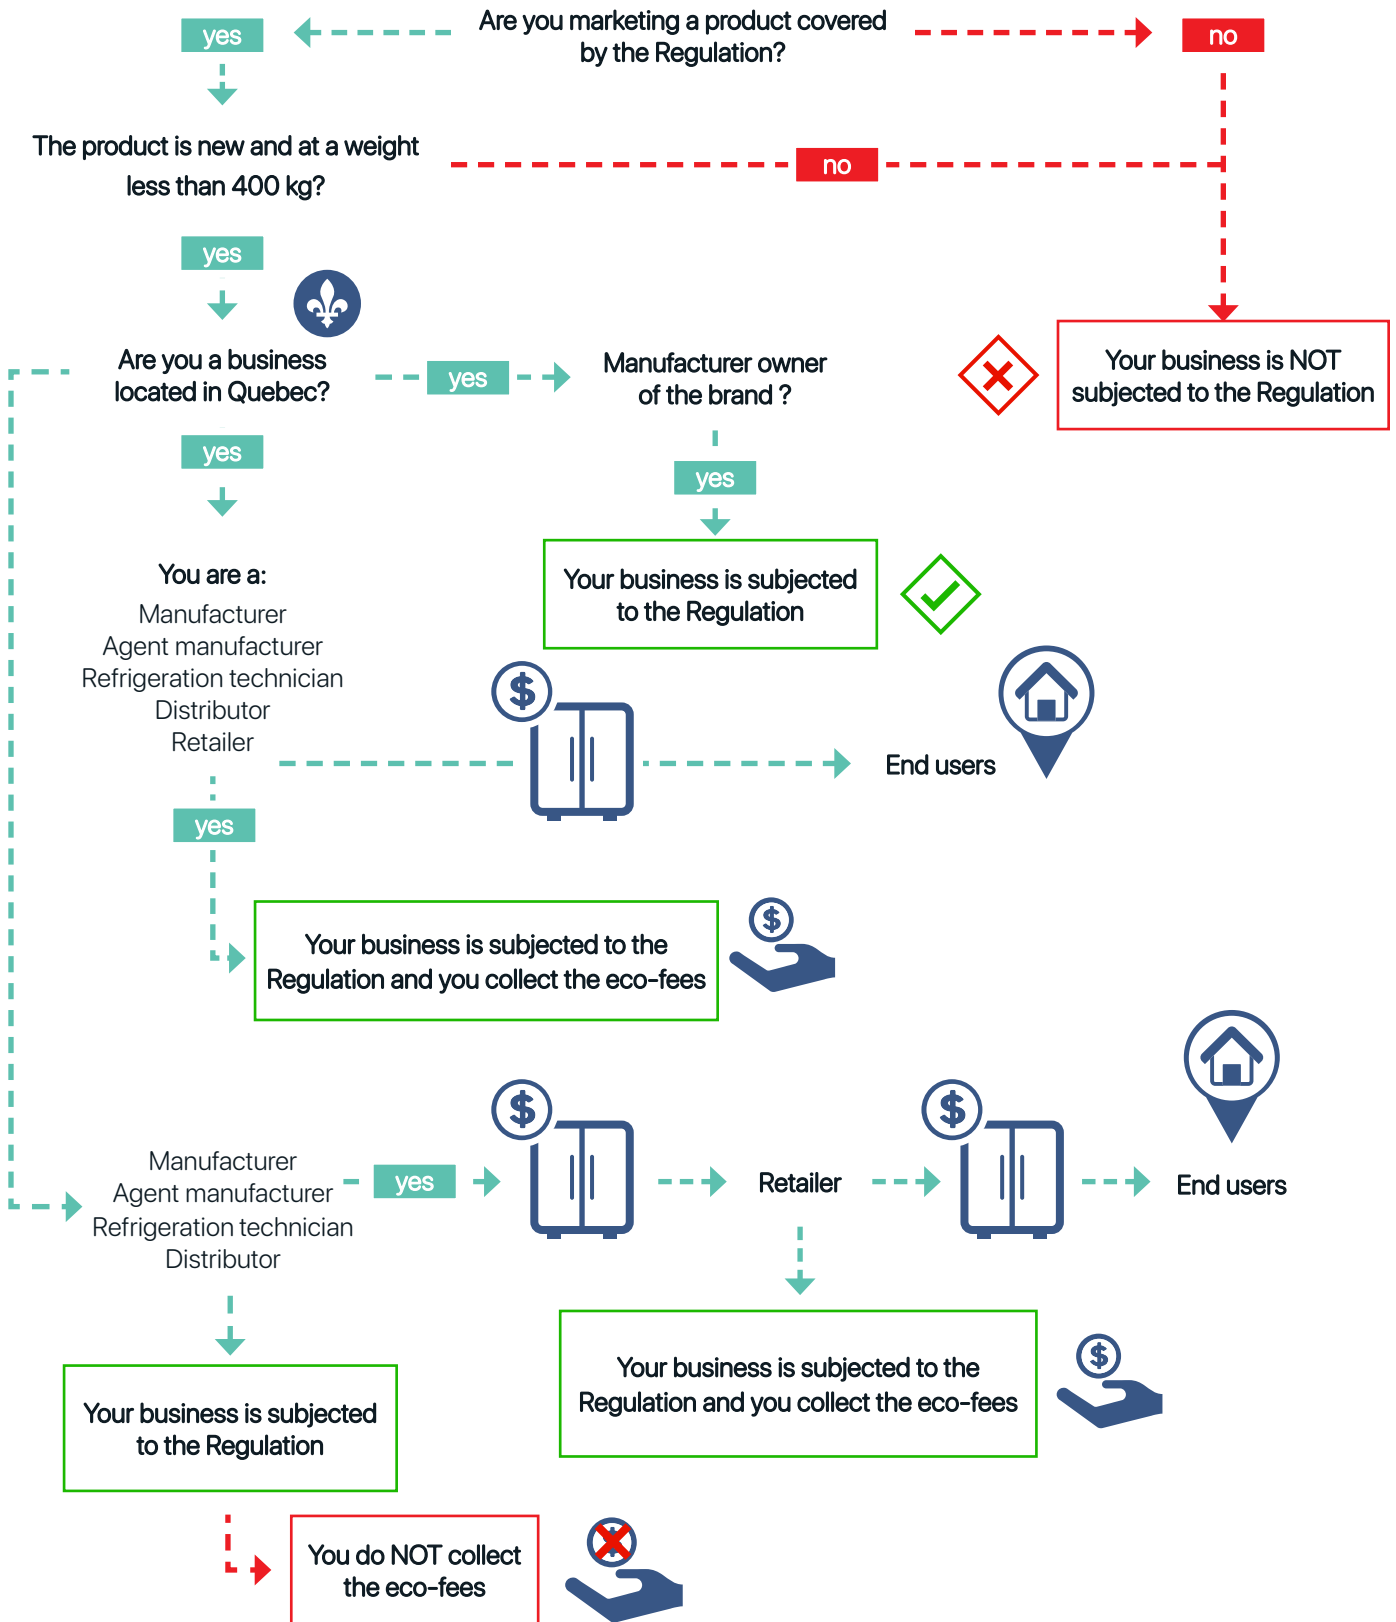 Are you marketing a product covered
by the Regulation?
yes
no
The product is new and at a weight
less than 400 kg?
no
yes
Are you a business
located in Quebec?
yes
Manufacturer owner
of the brand ?
Your business is NOT
subjected to the Regulation
yes
yes
Your business is subjected
to the Regulation
You are a:
Manufacturer
Agent manufacturer
Refrigeration technician
Distributor
Retailer
$
End users
yes
Your business is subjected to the
Regulation and you collect the eco-fees
$
Manufacturer
Agent manufacturer
Refrigeration technician
Distributor
yes
$
Retailer
$
End users
Your business is subjected to the
Regulation and you collect the eco-fees
$
Your business is subjected
to the Regulation
You do NOT collect
the eco-fees